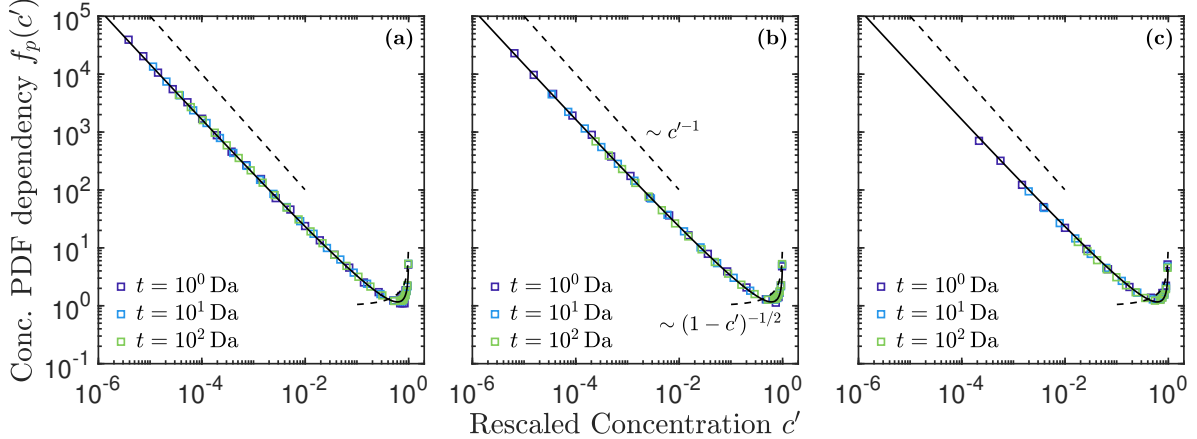 Conc. PDF dependency f_p(c′)
10^5
10^4
10^3
10^2
10^1
10^0
10^-1
(a)
t = 10^0 Da
t = 10^1 Da
t = 10^2 Da
10^-6 10^-4 10^-2 10^0
(b)
∼ c′^-1
t = 10^0 Da
t = 10^1 Da
t = 10^2 Da
∼ (1 − c′)^-1/2
10^-6 10^-4 10^-2 10^0
(c)
t = 10^0 Da
t = 10^1 Da
t = 10^2 Da
10^-6 10^-4 10^-2 10^0
Rescaled Concentration c′